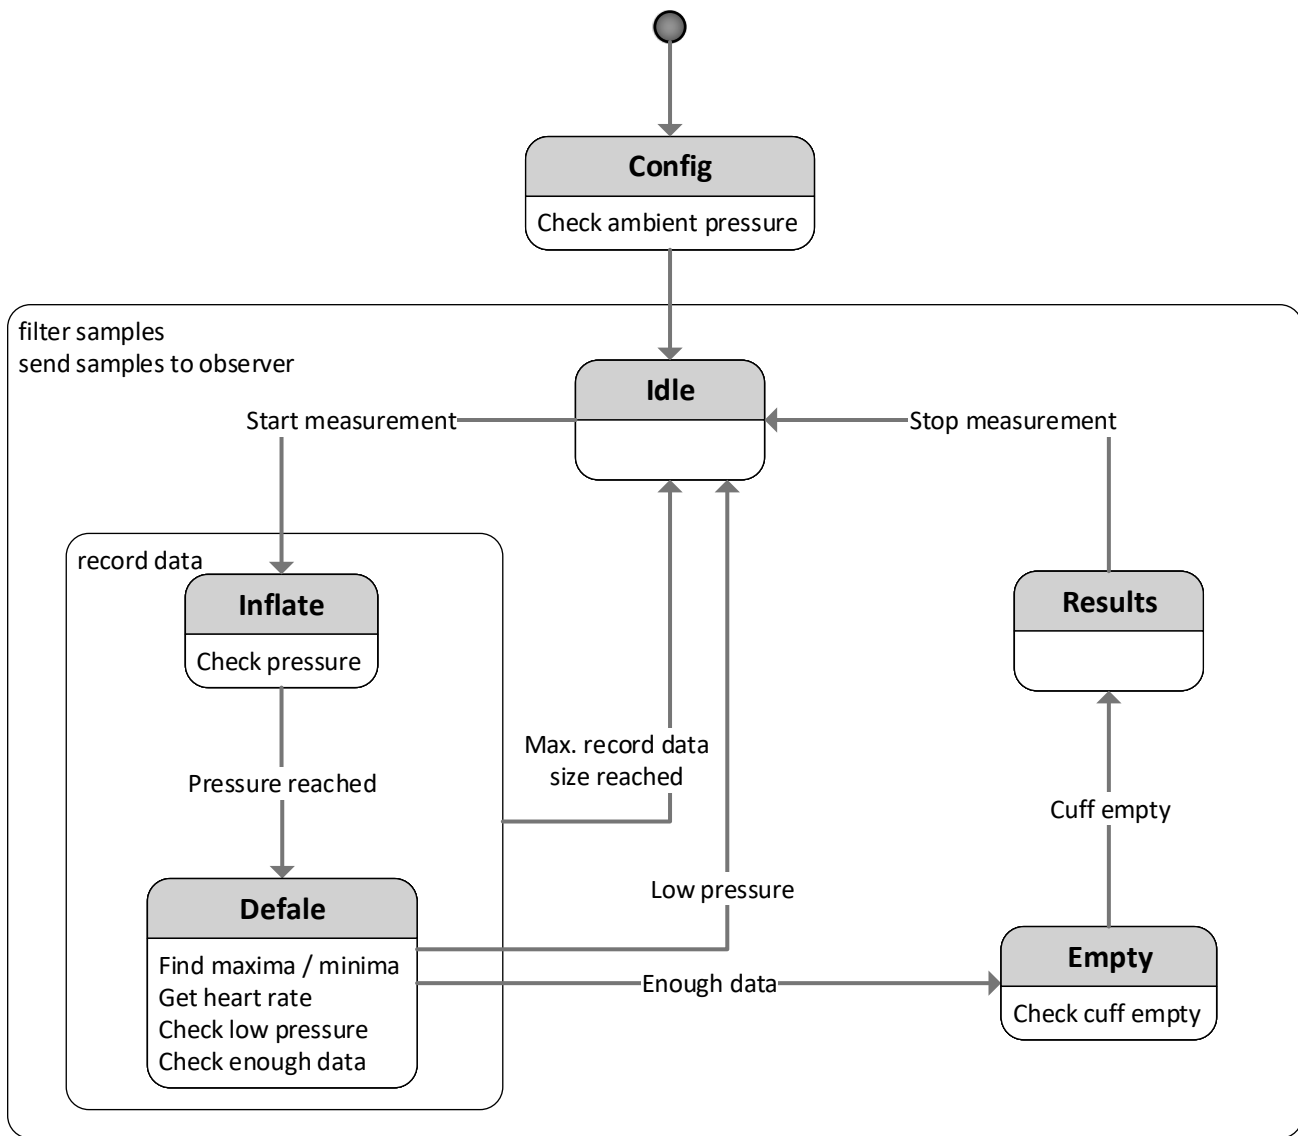 Config
Check ambient pressure
filter samples
send samples to observer
Idle
Start measurement
Stop measurement
record data
Inflate
Check pressure
Results
Max. record data
size reached
Pressure reached
Cuff empty
Low pressure
Defale
Find maxima / minima
Get heart rate
Check low pressure
Check enough data
Enough data
Empty
Check cuff empty